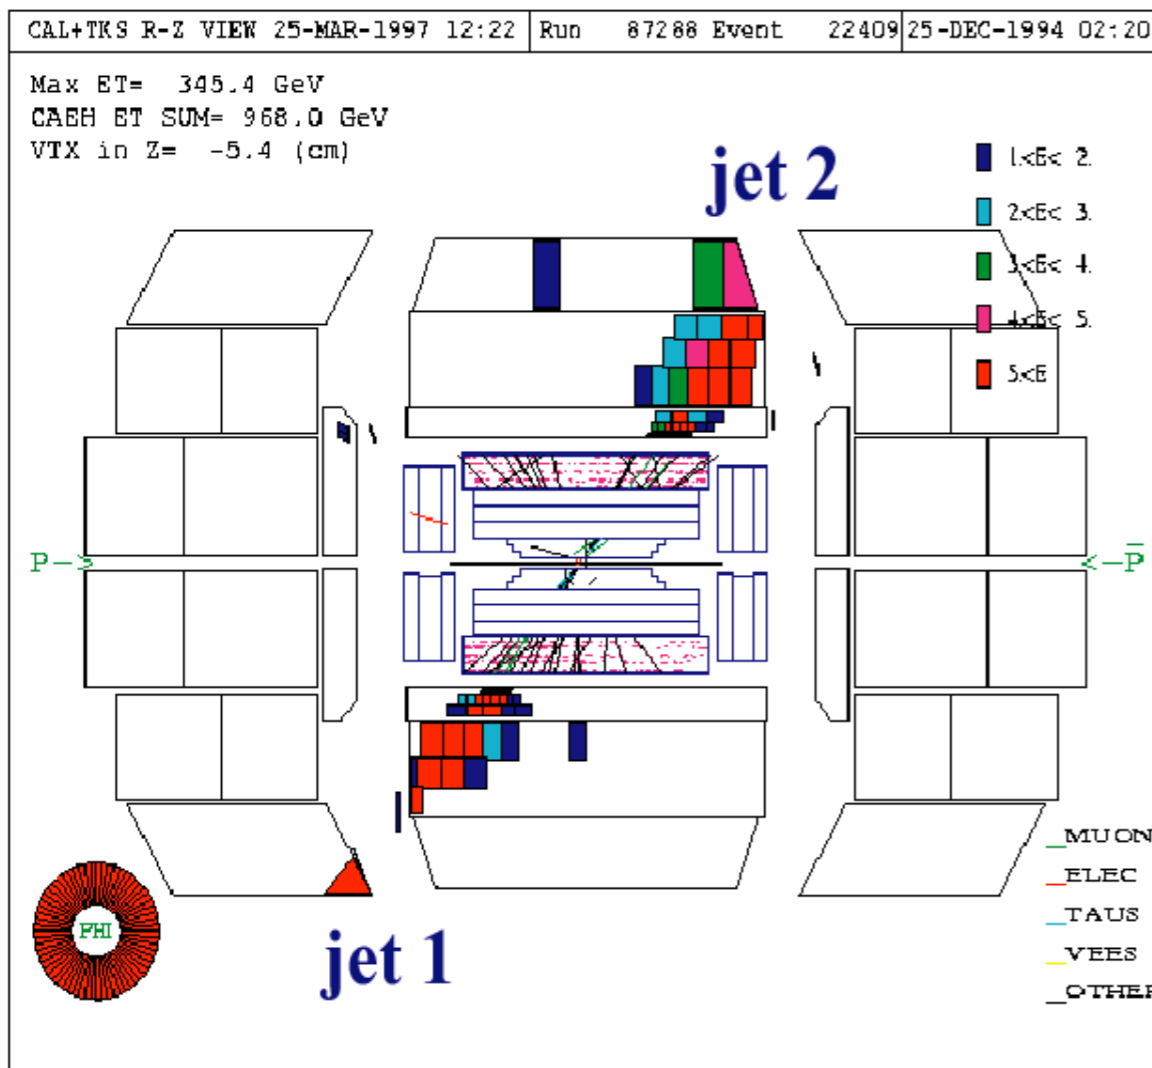 CAL+TKS R-Z VIEW 25-MAR-1997 12:22 Run 87288 Event 22409 25-DEC-1994 02:20
Max ET= 345.4 GeV
CAEH ET SUM= 968.0 GeV
VTX in Z= -5.4 (cm)
jet 2
1<E< 2.
2<E< 3.
3<E< 4.
4<E< 5.
5<E
P->
<-P̅
MUON
ELEC
TAUS
VEES
OTHER
PHI
jet 1